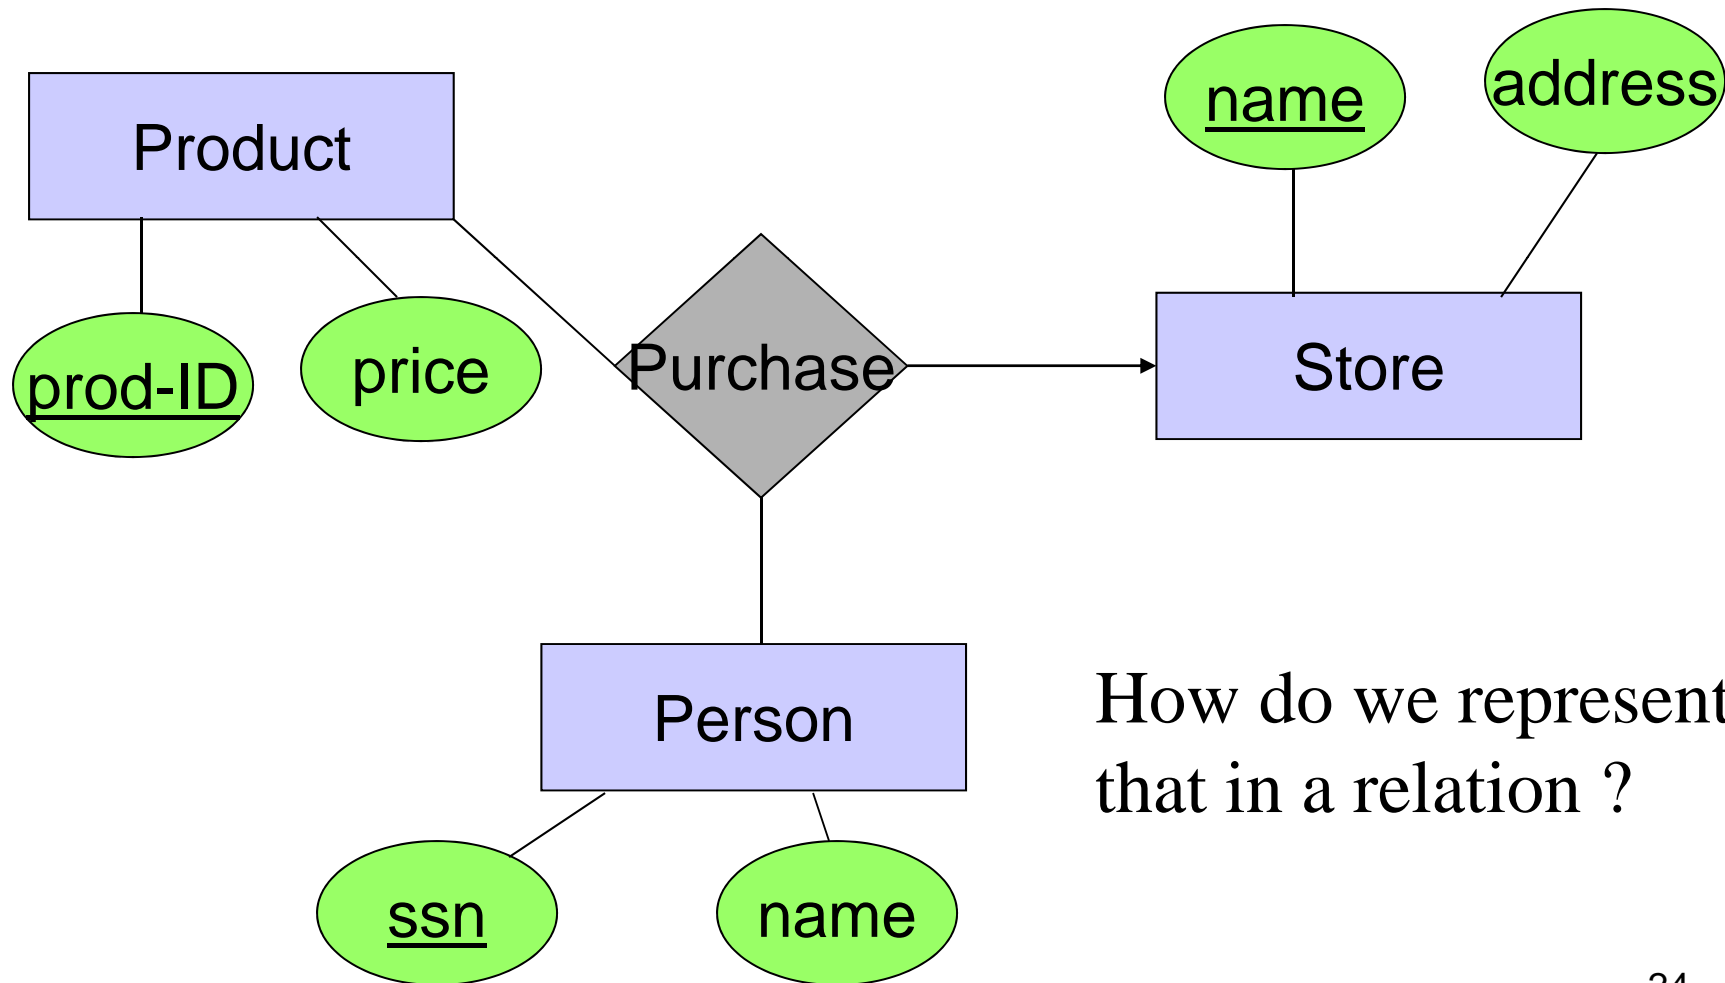 name
address
Product
prod-ID
price
Purchase
Store
Person
How do we represent
that in a relation ?
ssn
name